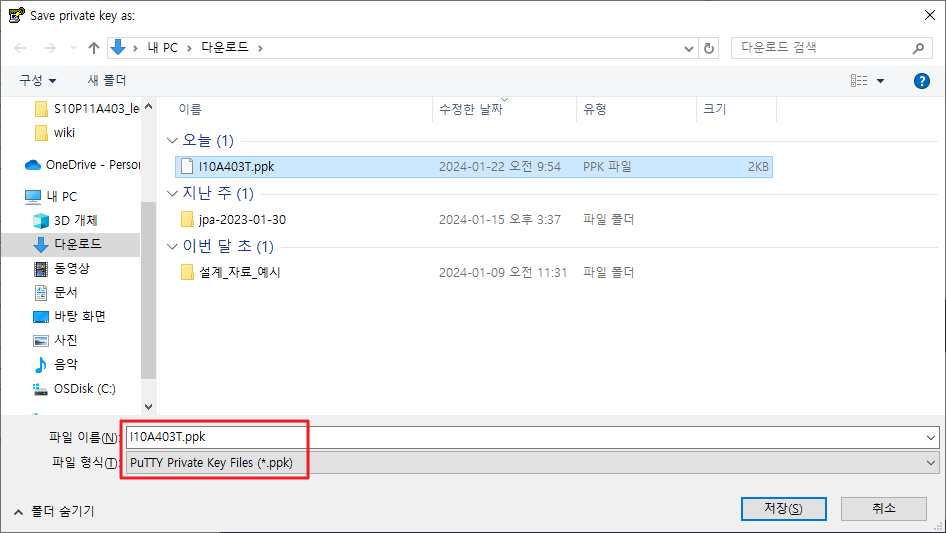 Save private key as:
내 PC > 다운로드 >
다운로드 검색
구성
새 폴더
S10P11A403_le
wiki
OneDrive - Person
내 PC
3D 개체
다운로드
동영상
문서
바탕 화면
사진
음악
OSDisk (C:)
이름 수정한 날짜 유형 크기
오늘 (1)
I10A403T.ppk 2024-01-22 오전 9:54 PPK 파일 2KB
지난 주 (1)
jpa-2023-01-30 2024-01-15 오후 3:37 파일 폴더
이번 달 초 (1)
설계_자료_예시 2024-01-09 오전 11:31 파일 폴더
파일 이름(N): I10A403T.ppk
파일 형식(T): PuTTY Private Key Files (*.ppk)
폴더 숨기기
저장(S)
취소